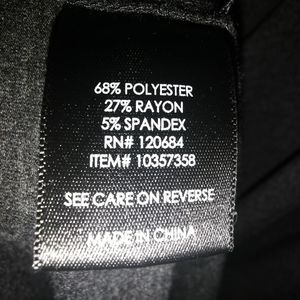 68% POLYESTER
27% RAYON
5% SPANDEX
RN# 120684
ITEM# 10357358
SEE CARE ON REVERSE
MADE IN CHINA